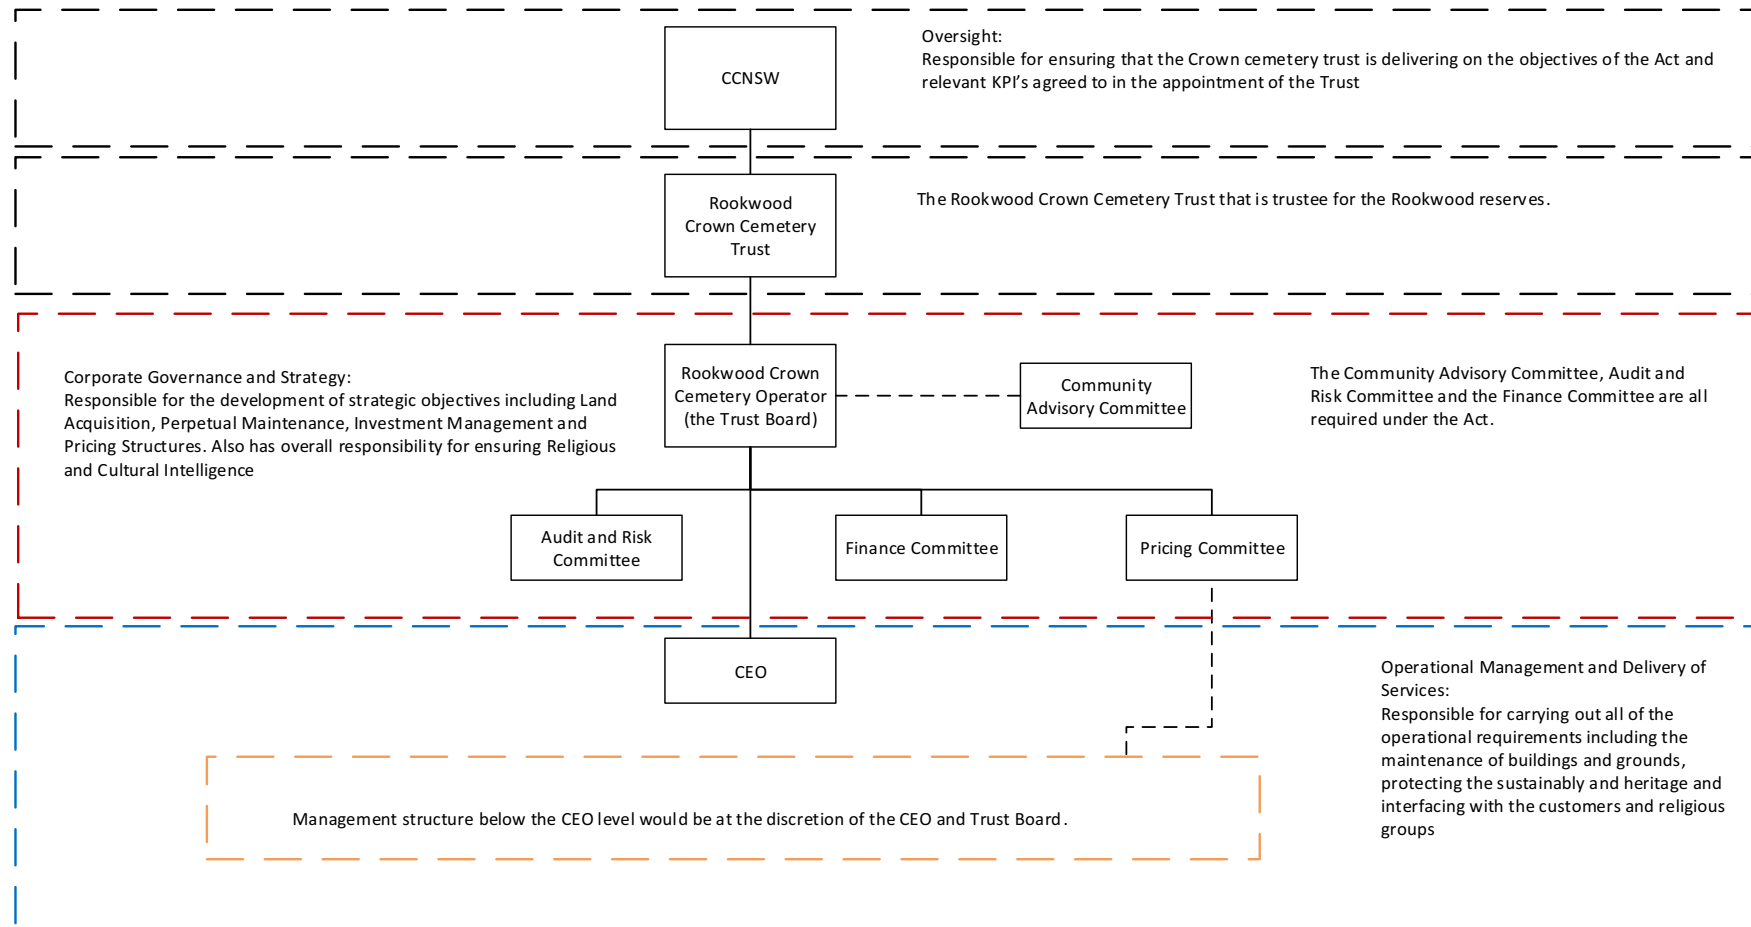 Oversight:
Responsible for ensuring that the Crown cemetery trust is delivering on the objectives of the Act and
relevant KPI's agreed to in the appointment of the Trust
CCNSW
Rookwood
Crown Cemetery
Trust
The Rookwood Crown Cemetery Trust that is trustee for the Rookwood reserves.
Corporate Governance and Strategy:
Responsible for the development of strategic objectives including Land
Acquisition, Perpetual Maintenance, Investment Management and
Pricing Structures. Also has overall responsibility for ensuring Religious
and Cultural Intelligence
Rookwood Crown
Cemetery Operator
(the Trust Board)
Community
Advisory Committee
The Community Advisory Committee, Audit and
Risk Committee and the Finance Committee are all
required under the Act.
Audit and Risk
Committee
Finance Committee
Pricing Committee
CEO
Operational Management and Delivery of
Services:
Responsible for carrying out all of the
operational requirements including the
maintenance of buildings and grounds,
protecting the sustainably and heritage and
interfacing with the customers and religious
groups
Management structure below the CEO level would be at the discretion of the CEO and Trust Board.